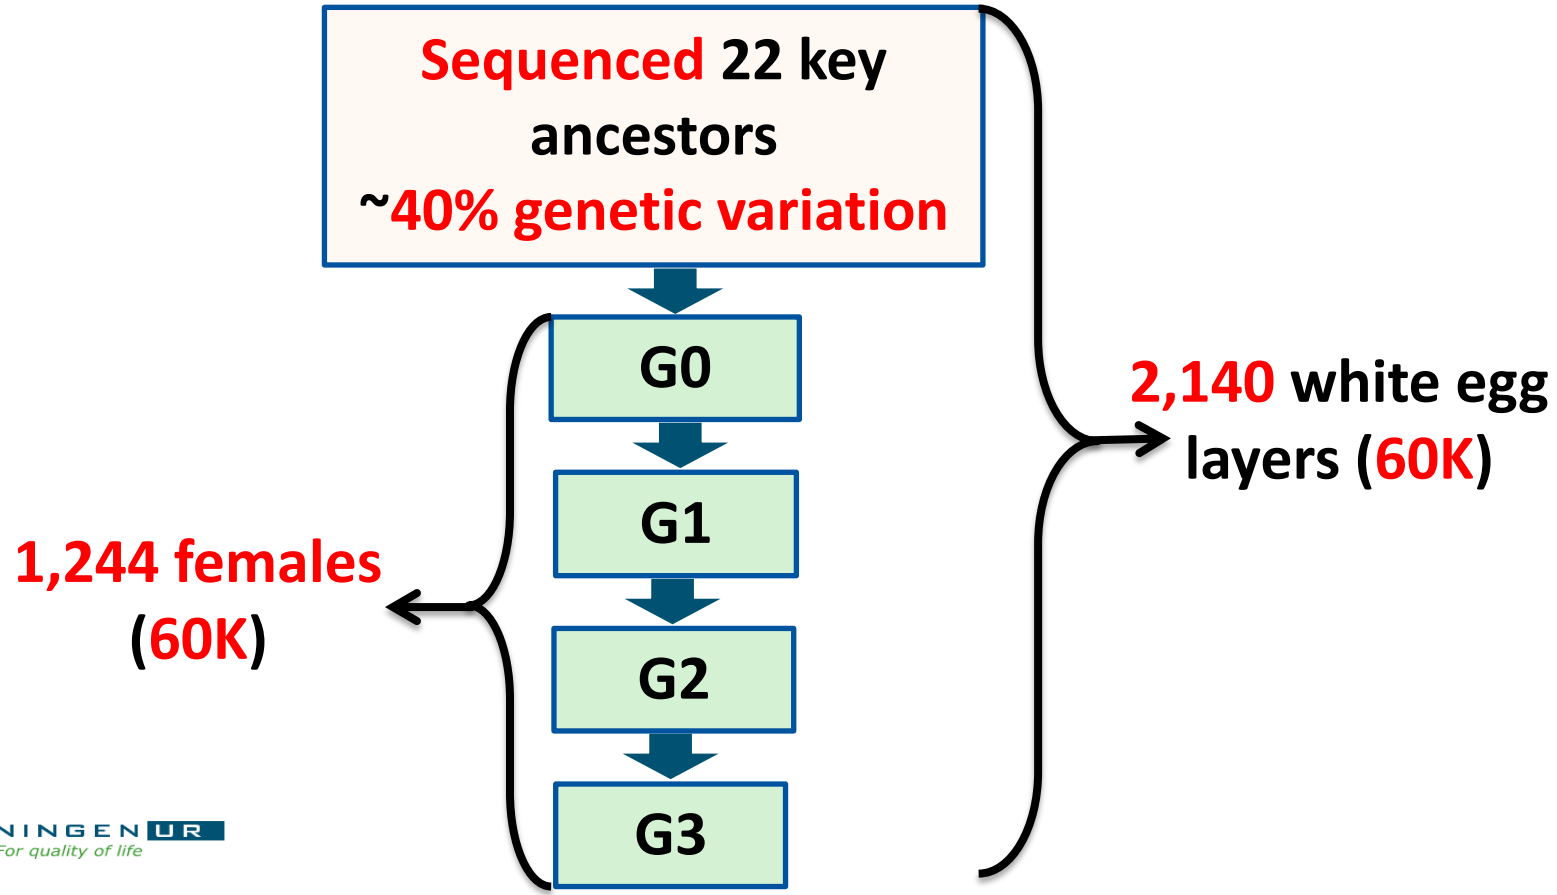 Sequenced 22 key
ancestors
~40% genetic variation
G0
G1
G2
G3
1,244 females
(60K)
2,140 white egg
layers (60K)
NINGEN UR
For quality of life